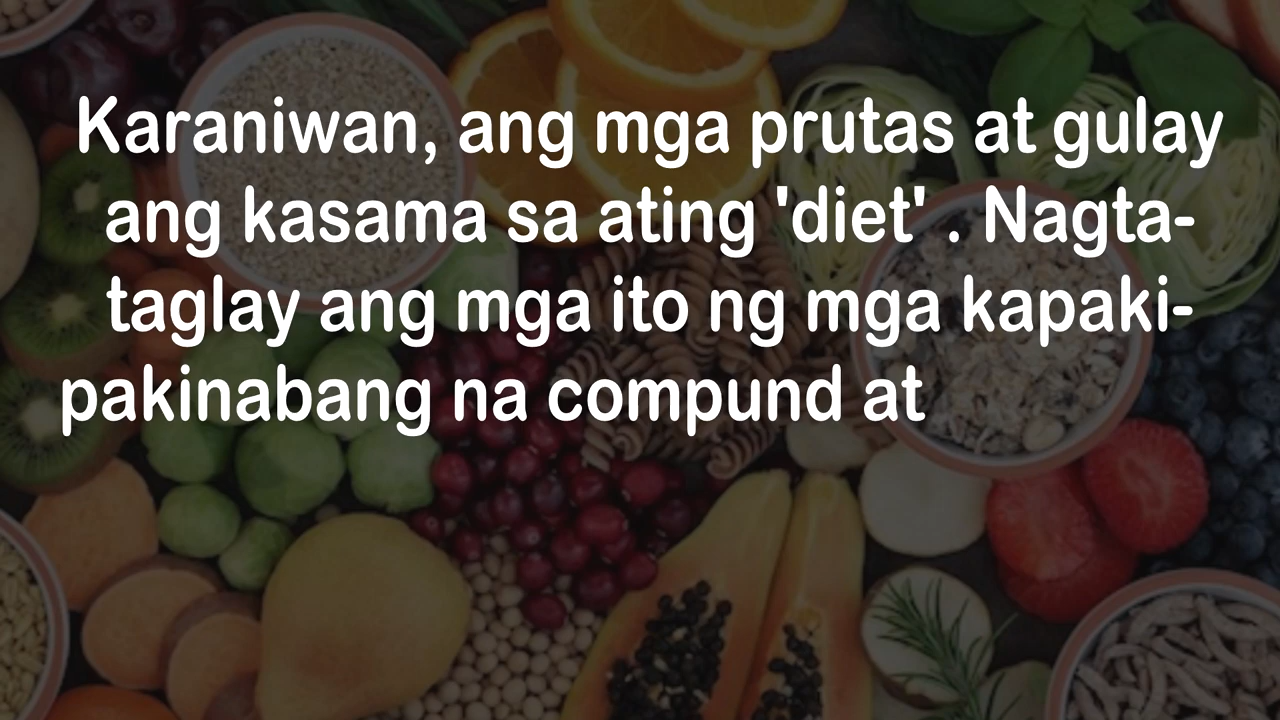 Karaniwan, ang mga prutas at gulay
ang kasama sa ating 'diet' . Nagta-
taglay ang mga ito ng mga kapaki-
pakinabang na compund at